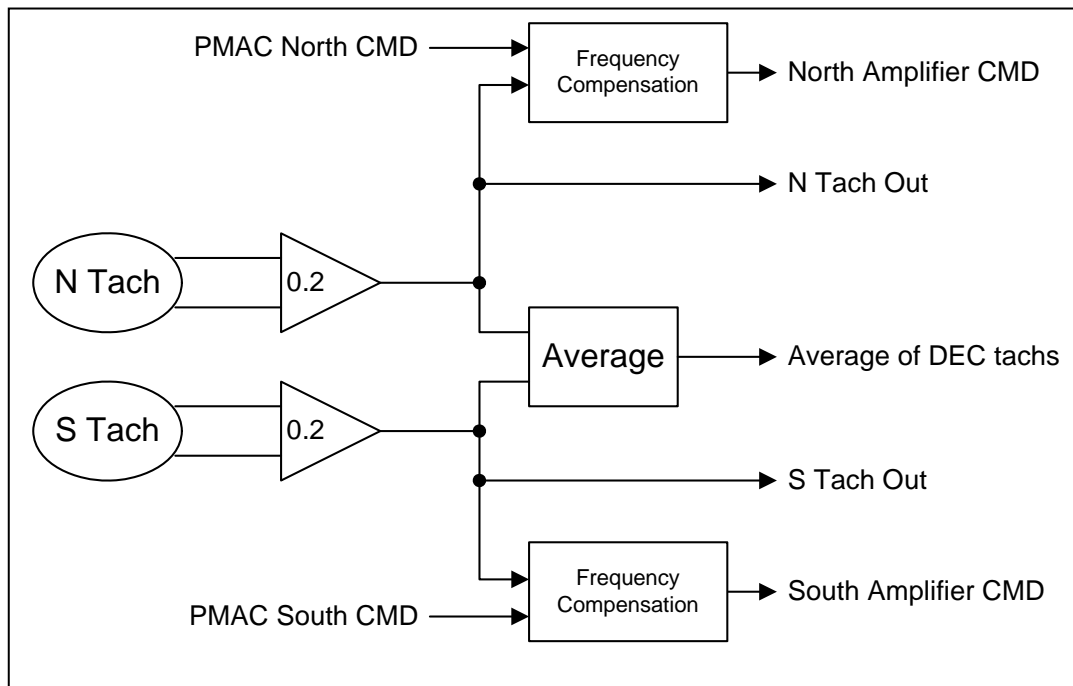 PMAC North CMD
Frequency
Compensation
North Amplifier CMD
N Tach Out
N Tach
0.2
Average
Average of DEC tachs
S Tach
0.2
S Tach Out
Frequency
Compensation
South Amplifier CMD
PMAC South CMD